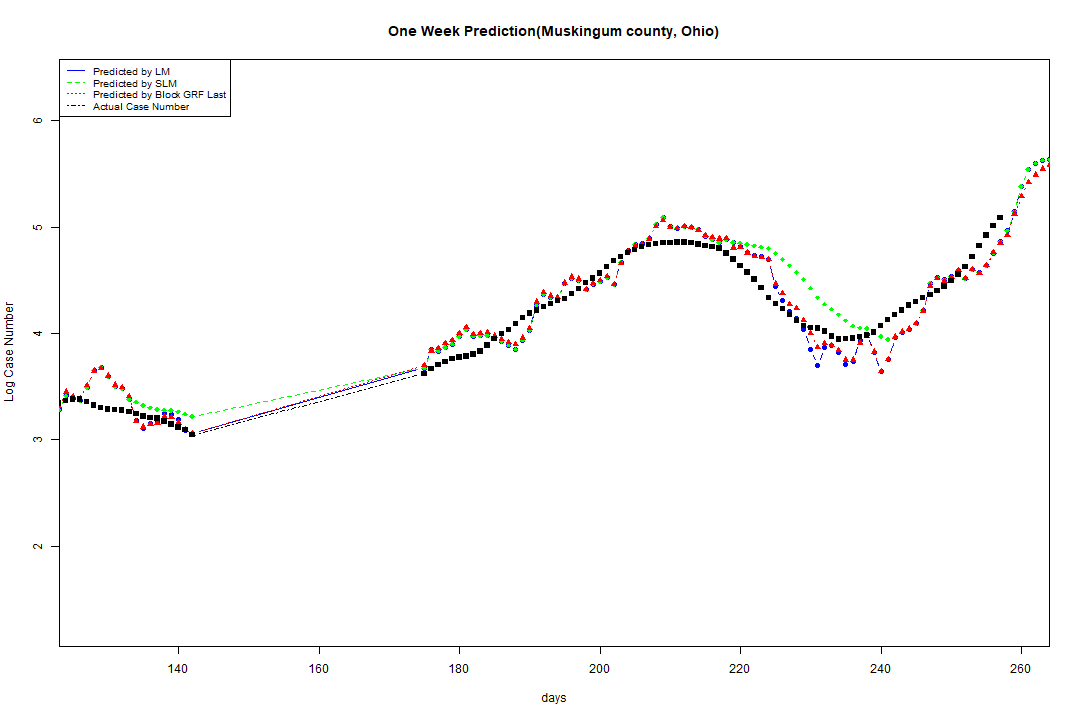 One Week Prediction(Muskingum county, Ohio)
Predicted by LM
Predicted by SLM
Predicted by Block GRF Last
Actual Case Number
Log Case Number
6
5
4
3
2
140 160 180 200 220 240 260
days